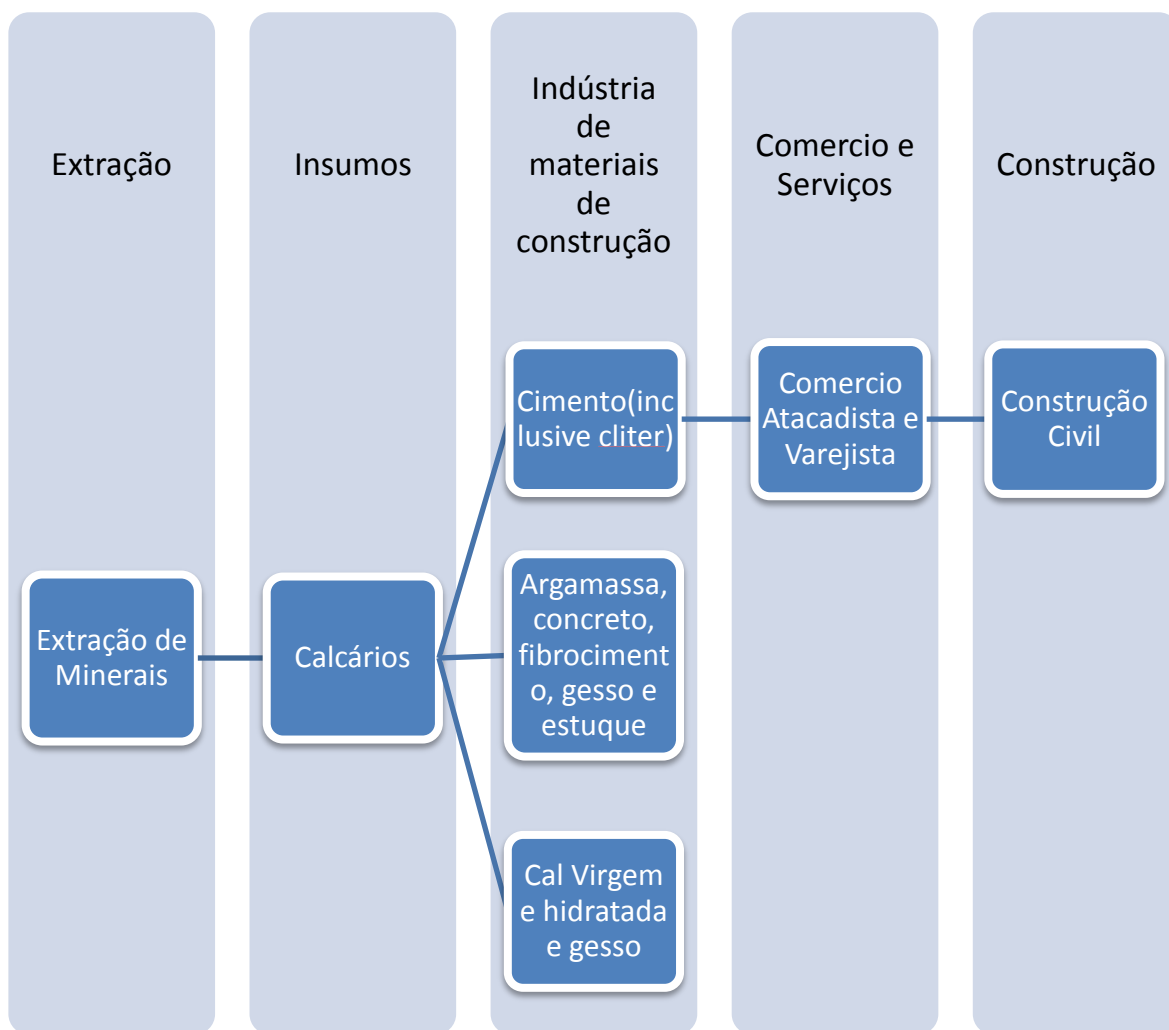 Extração
Insumos
Indústria
de
materiais
de
construção
Comercio e
Serviços
Construção
Extração de
Minerais
Calcários
Cimento(inc
lusive cliter)
Argamassa,
concreto,
fibrociment
o, gesso e
estuque
Cal Virgem
e hidratada
e gesso
Comercio
Atacadista e
Varejista
Construção
Civil